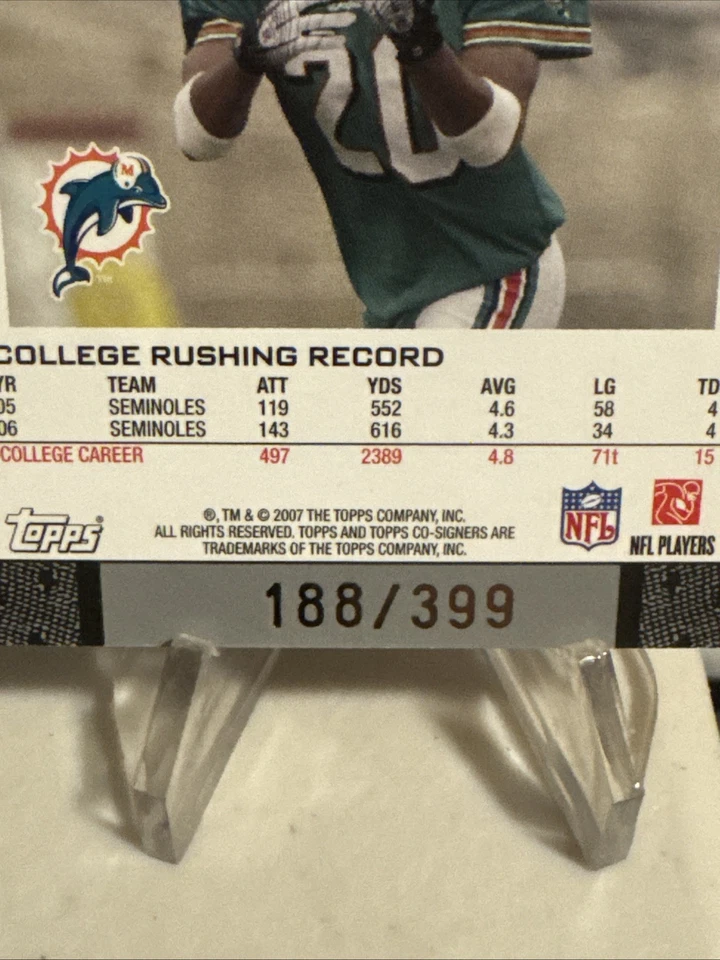 20
M
TM
COLLEGE RUSHING RECORD
YR TEAM ATT YDS AVG LG TD
05 SEMINOLES 119 552 4.6 58 4
06 SEMINOLES 143 616 4.3 34 4
COLLEGE CAREER 497 2389 4.8 71t 15
topps®
®, TM & © 2007 THE TOPPS COMPANY, INC.
ALL RIGHTS RESERVED. TOPPS AND TOPPS CO-SIGNERS ARE
TRADEMARKS OF THE TOPPS COMPANY, INC.
NFL
NFL PLAYERS
188/399